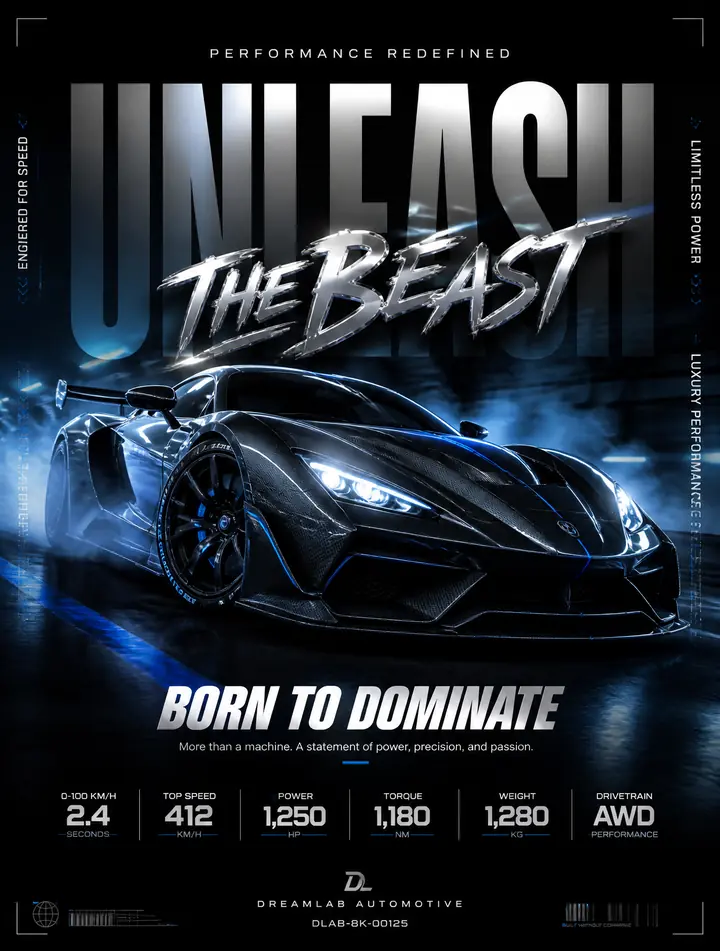 PERFORMANCE REDEFINED
UNLEASH
THE BEAST
ENGIERED FOR SPEED
LIMITLESS POWER
LUXURY PERFORMANCE
BORN TO DOMINATE
More than a machine. A statement of power, precision, and passion.
0-100 KM/H
2.4
SECONDS
TOP SPEED
412
KM/H
POWER
1,250
HP
TORQUE
1,180
NM
WEIGHT
1,280
KG
DRIVETRAIN
AWD
PERFORMANCE
DL
DREAMLAB AUTOMOTIVE
DLAB-8K-00125